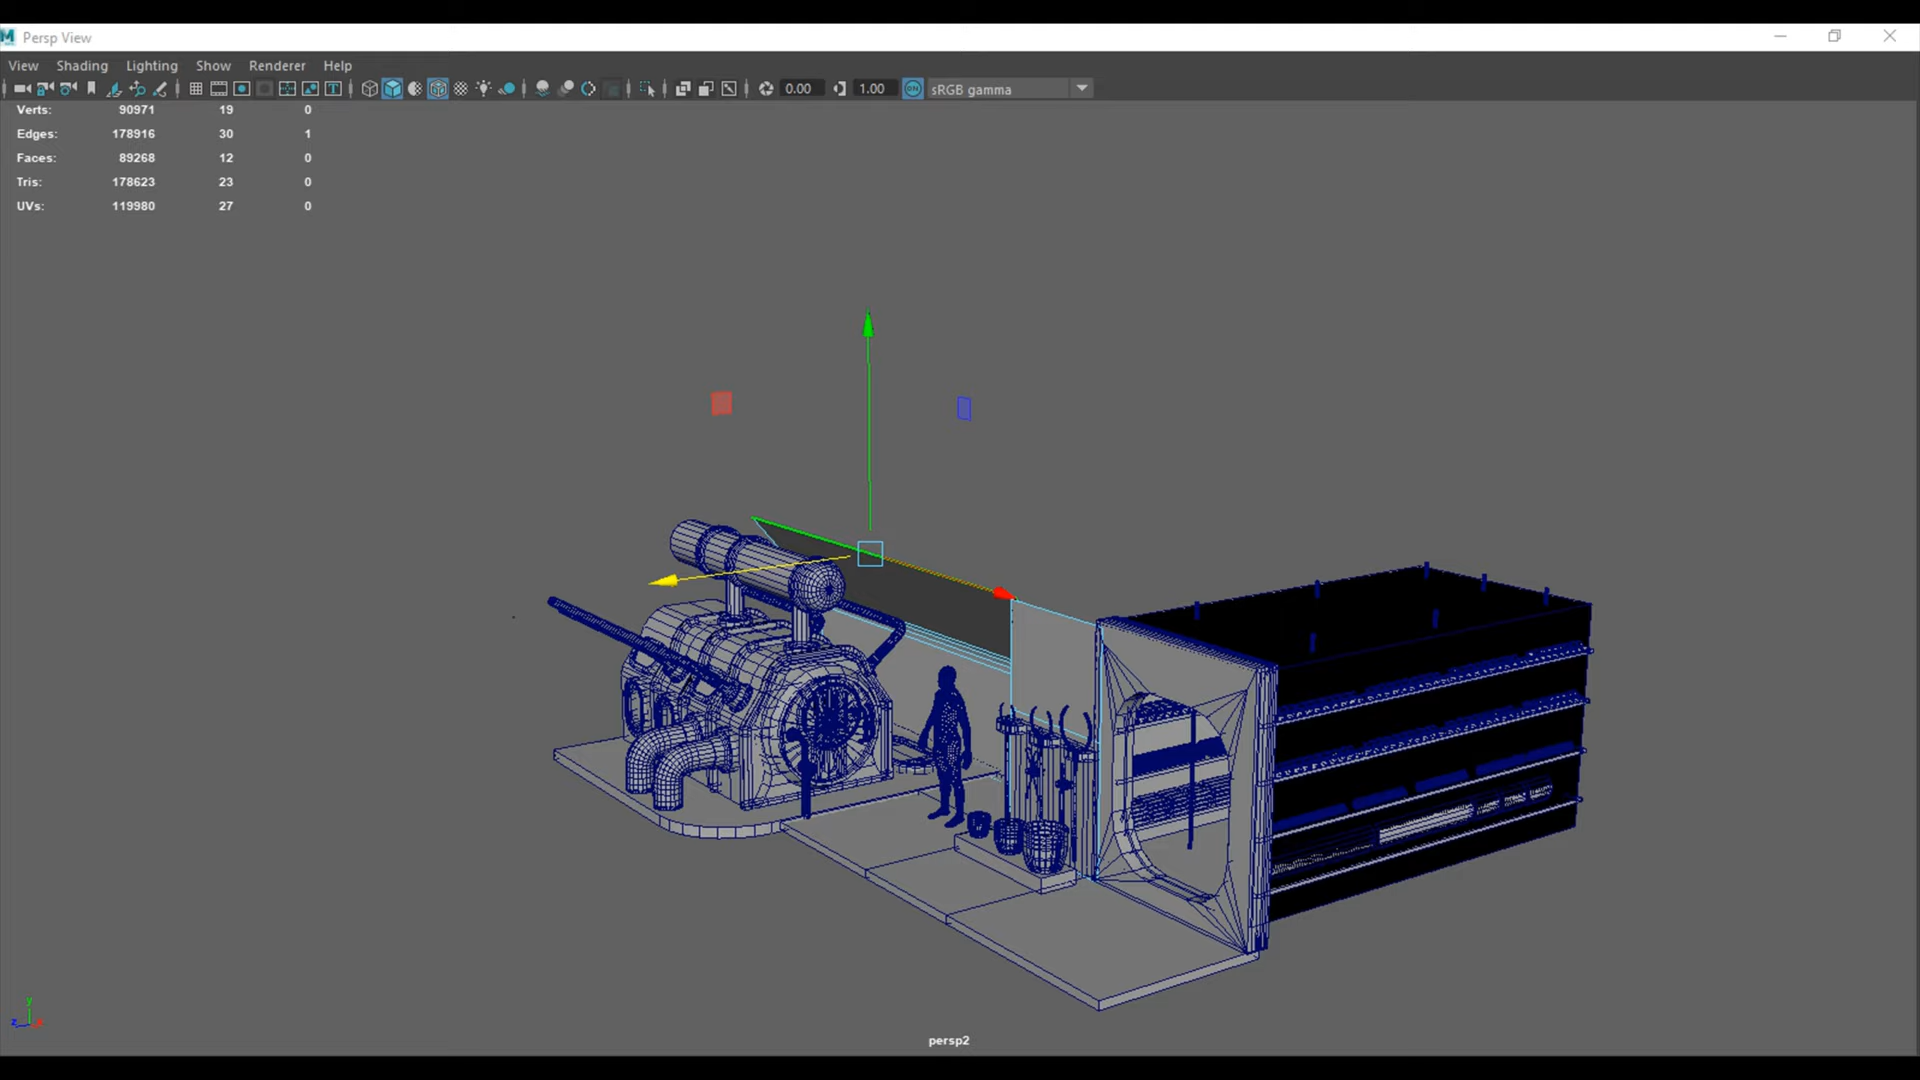 M Persp View
View Shading Lighting Show Renderer Help
T 0.00 1.00 ON sRGB gamma
Verts: 90971 19 0
Edges: 178916 30 1
Faces: 89268 12 0
Tris: 178623 23 0
UVs: 119980 27 0
y
z x
persp2